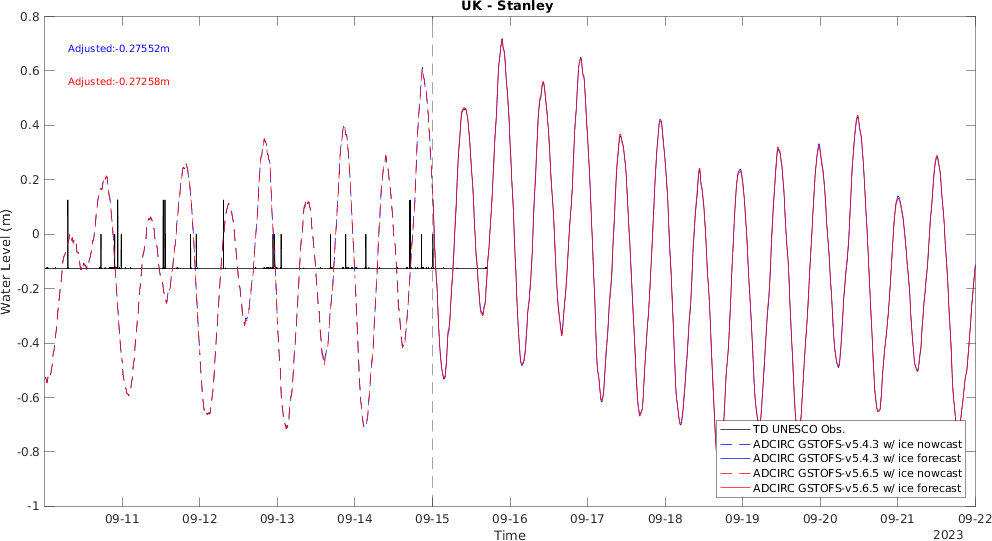 UK - Stanley
Adjusted:-0.27552m
Adjusted:-0.27258m
0.8
0.6
0.4
0.2
0
-0.2
-0.4
-0.6
-0.8
-1
Water Level (m)
TD UNESCO Obs.
ADCIRC GSTOFS-v5.4.3 w/ ice nowcast
ADCIRC GSTOFS-v5.4.3 w/ ice forecast
ADCIRC GSTOFS-v5.6.5 w/ ice nowcast
ADCIRC GSTOFS-v5.6.5 w/ ice forecast
09-11 09-12 09-13 09-14 09-15 09-16 09-17 09-18 09-19 09-20 09-21 09-22
Time
2023